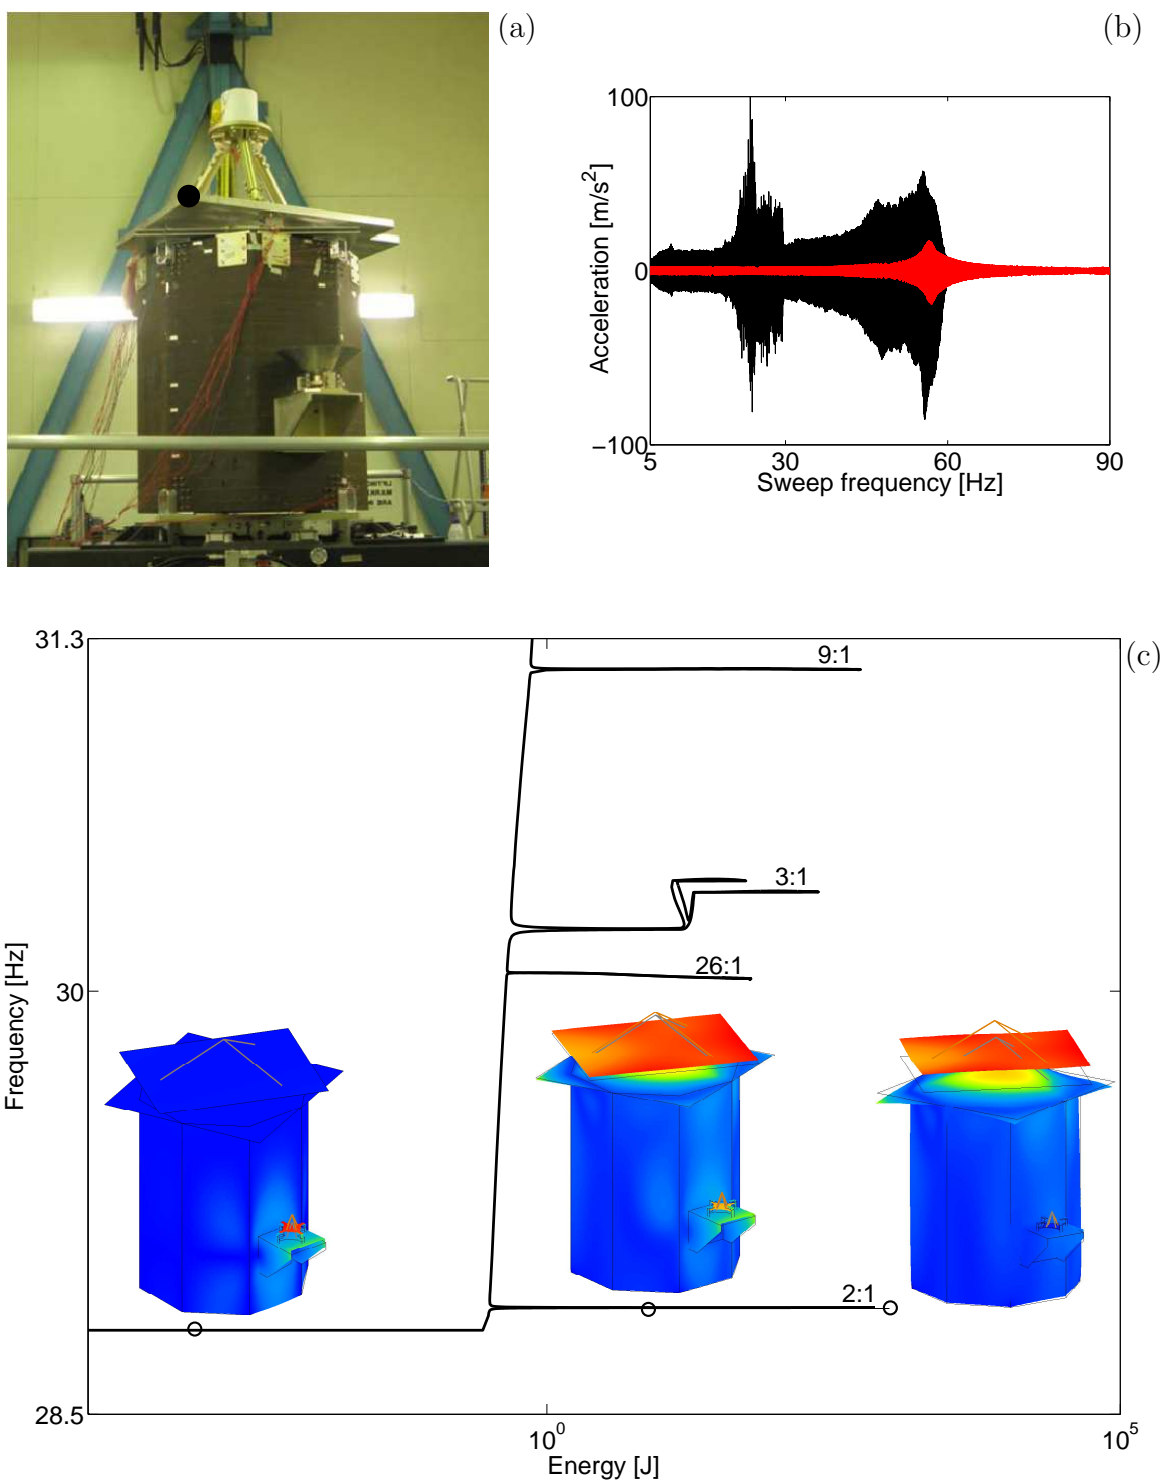 (a)
(b)
100
0
−100
Acceleration [m/s²]
5 30 60 90
Sweep frequency [Hz]
(c)
31.3
30
28.5
Frequency [Hz]
9:1
3:1
26:1
2:1
10⁰ 10⁵
Energy [J]